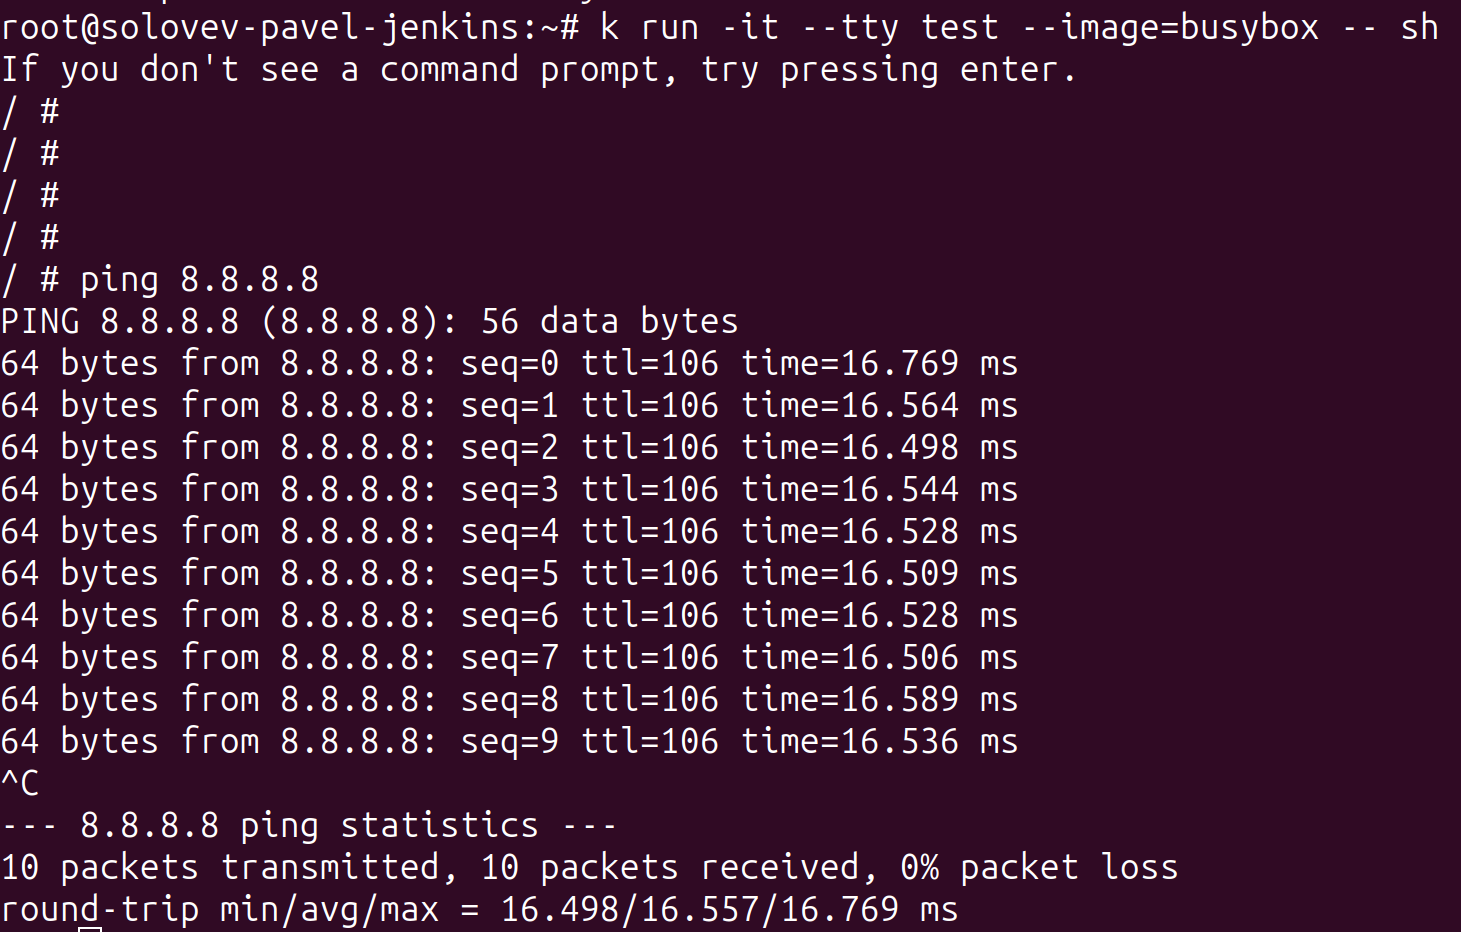 root@solovev-pavel-jenkins:~# k run -it --tty test --image=busybox -- sh
If you don't see a command prompt, try pressing enter.
/ #
/ #
/ #
/ #
/ # ping 8.8.8.8
PING 8.8.8.8 (8.8.8.8): 56 data bytes
64 bytes from 8.8.8.8: seq=0 ttl=106 time=16.769 ms
64 bytes from 8.8.8.8: seq=1 ttl=106 time=16.564 ms
64 bytes from 8.8.8.8: seq=2 ttl=106 time=16.498 ms
64 bytes from 8.8.8.8: seq=3 ttl=106 time=16.544 ms
64 bytes from 8.8.8.8: seq=4 ttl=106 time=16.528 ms
64 bytes from 8.8.8.8: seq=5 ttl=106 time=16.509 ms
64 bytes from 8.8.8.8: seq=6 ttl=106 time=16.528 ms
64 bytes from 8.8.8.8: seq=7 ttl=106 time=16.506 ms
64 bytes from 8.8.8.8: seq=8 ttl=106 time=16.589 ms
64 bytes from 8.8.8.8: seq=9 ttl=106 time=16.536 ms
^C
--- 8.8.8.8 ping statistics ---
10 packets transmitted, 10 packets received, 0% packet loss
round-trip min/avg/max = 16.498/16.557/16.769 ms